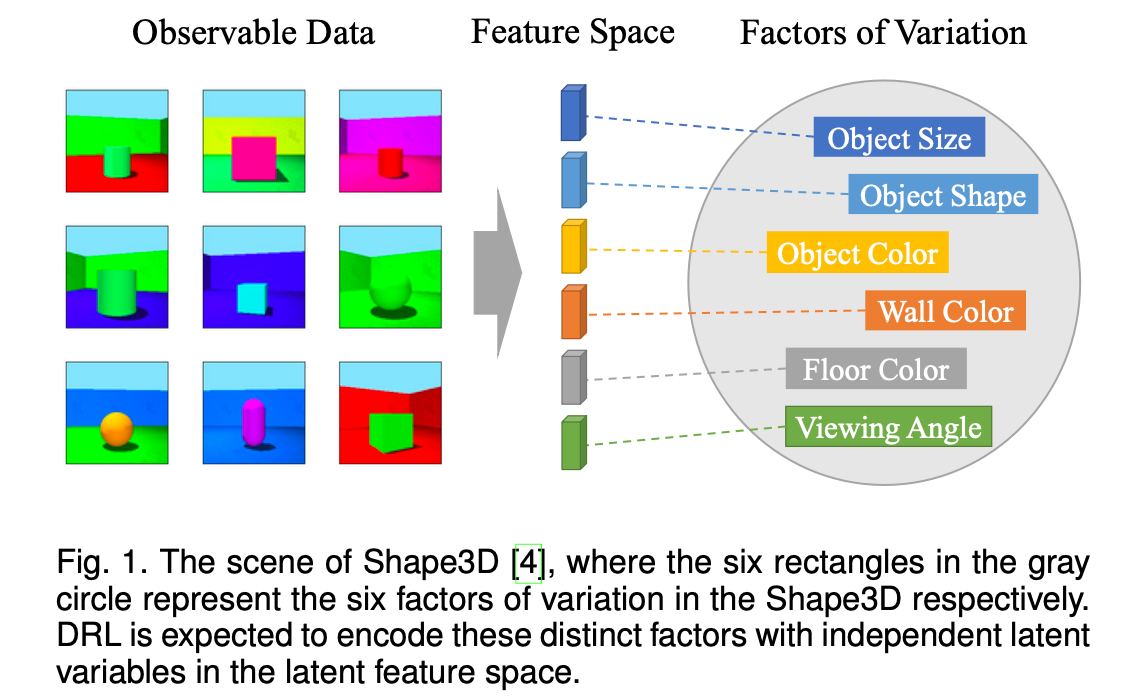 Observable Data
Feature Space
Factors of Variation
Object Size
Object Shape
Object Color
Wall Color
Floor Color
Viewing Angle
Fig. 1. The scene of Shape3D [4], where the six rectangles in the gray
circle represent the six factors of variation in the Shape3D respectively.
DRL is expected to encode these distinct factors with independent latent
variables in the latent feature space.